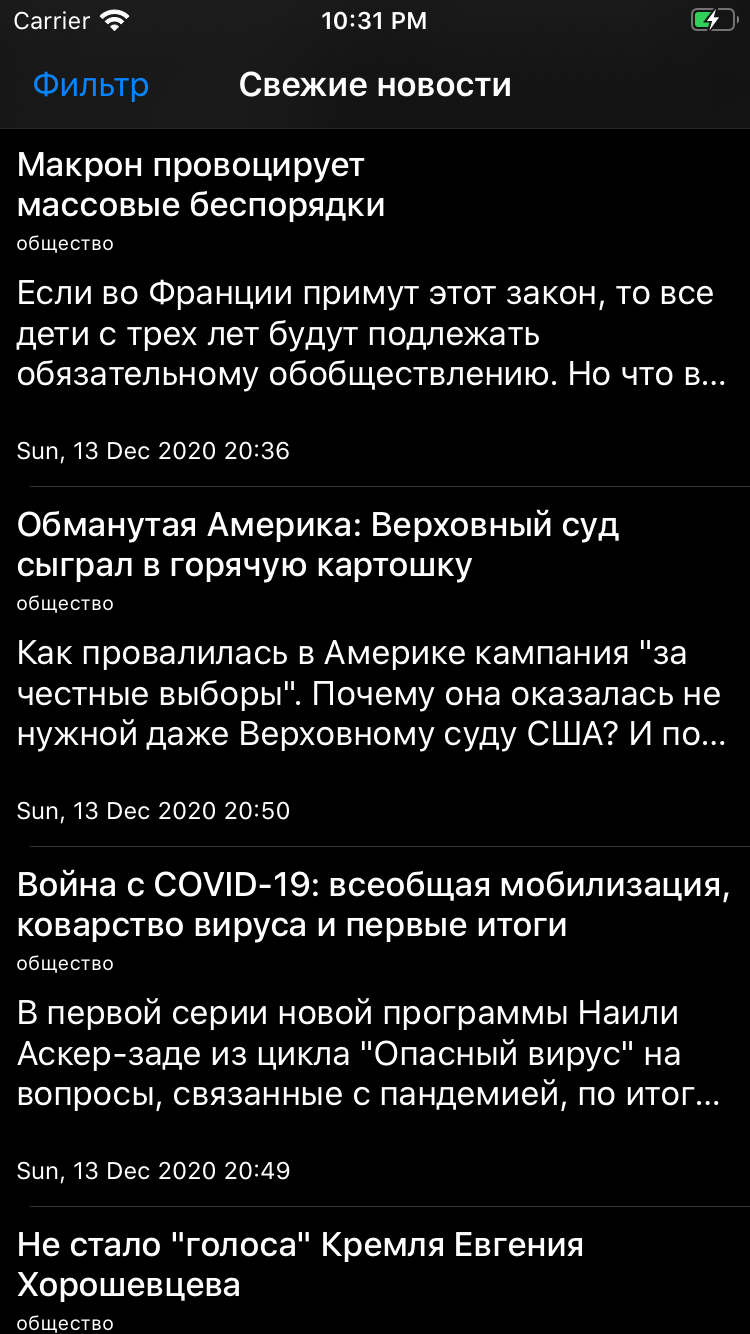 Carrier 10:31 PM
Фильтр Свежие новости
Макрон провоцирует
массовые беспорядки
общество
Если во Франции примут этот закон, то все
дети с трех лет будут подлежать
обязательному обобществлению. Но что в...
Sun, 13 Dec 2020 20:36
Обманутая Америка: Верховный суд
сыграл в горячую картошку
общество
Как провалилась в Америке кампания "за
честные выборы". Почему она оказалась не
нужной даже Верховному суду США? И по...
Sun, 13 Dec 2020 20:50
Война с COVID-19: всеобщая мобилизация,
коварство вируса и первые итоги
общество
В первой серии новой программы Наили
Аскер-заде из цикла "Опасный вирус" на
вопросы, связанные с пандемией, по итог...
Sun, 13 Dec 2020 20:49
Не стало "голоса" Кремля Евгения
Хорошевцева
общество